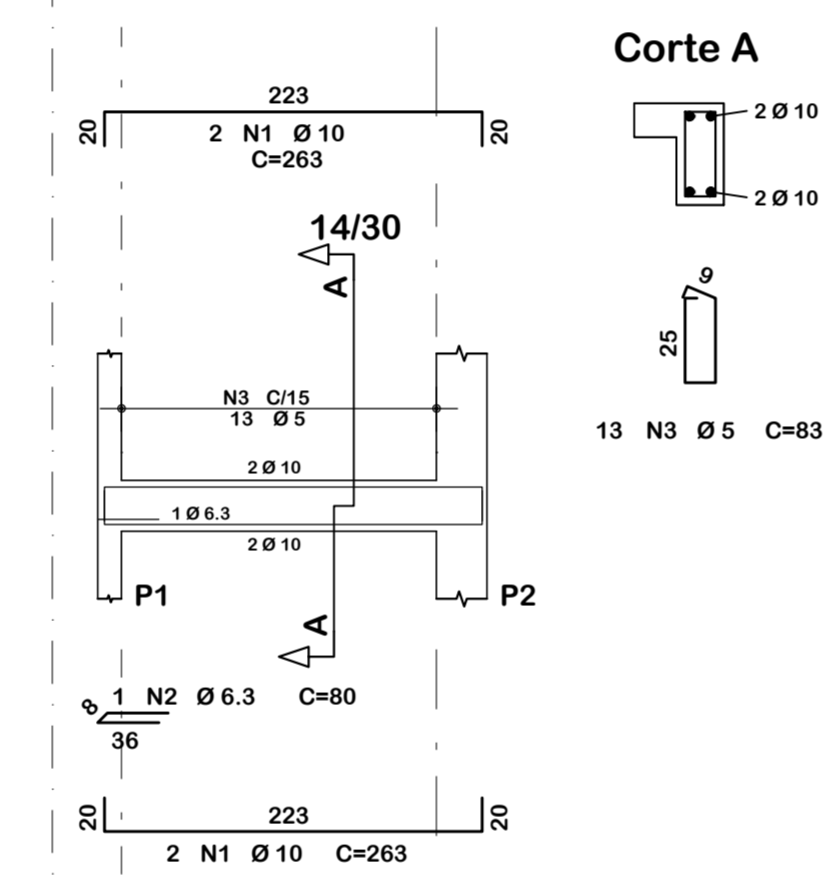 Corte A
223
20
20
2 N1 Ø 10
C=263
2 Ø 10
2 Ø 10
14/30
A
9
25
13 N3 Ø 5 C=83
N3 C/15
13 Ø 5
2 Ø 10
1 Ø 6.3
2 Ø 10
P1
P2
A
1 N2 Ø 6.3 C=80
8
36
223
20
20
2 N1 Ø 10 C=263